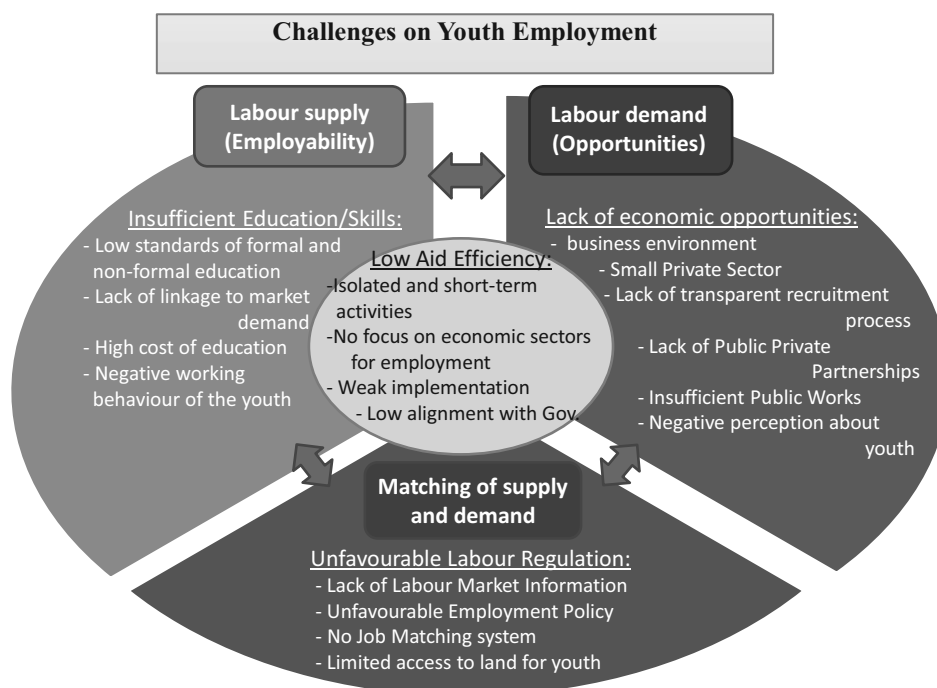 Challenges on Youth Employment
Labour supply
(Employability)
Labour demand
(Opportunities)
Insufficient Education/Skills:
- Low standards of formal and
non-formal education
- Lack of linkage to market
demand
- High cost of education
- Negative working
behaviour of the youth
Low Aid Efficiency:
-Isolated and short-term
activities
-No focus on economic sectors
for employment
- Weak implementation
- Low alignment with Gov.
Lack of economic opportunities:
- business environment
- Small Private Sector
- Lack of transparent recruitment
process
- Lack of Public Private
Partnerships
- Insufficient Public Works
- Negative perception about
youth
Matching of supply
and demand
Unfavourable Labour Regulation:
- Lack of Labour Market Information
- Unfavourable Employment Policy
- No Job Matching system
- Limited access to land for youth